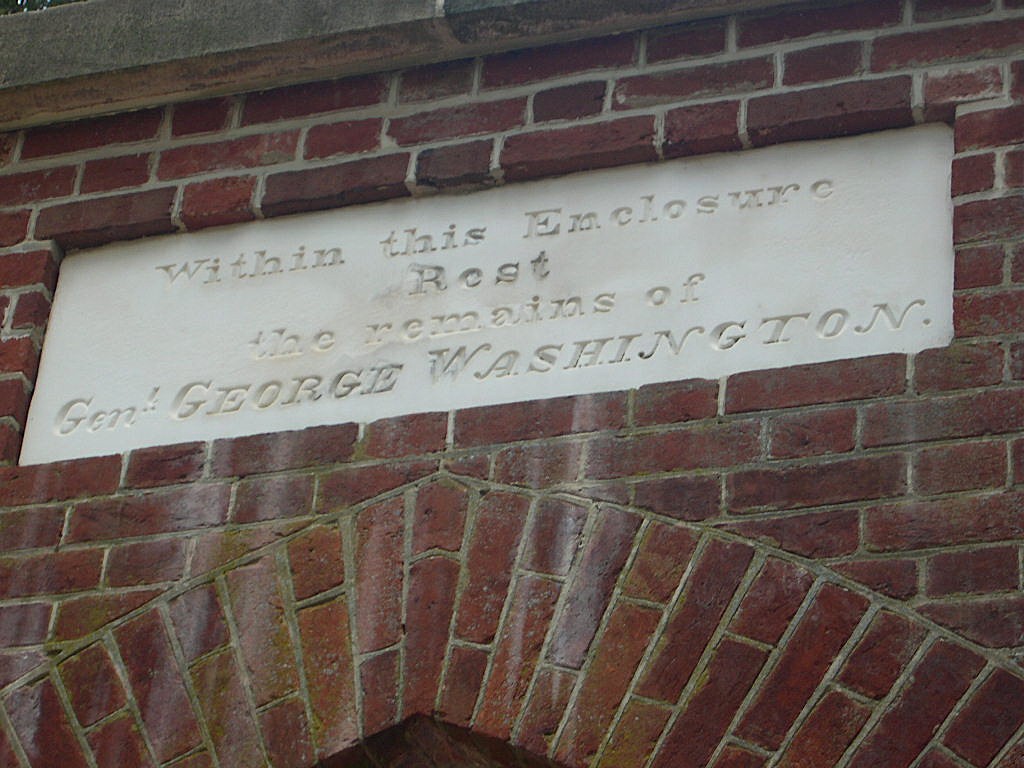 Within this Enclosure
Rest
the remains of
Genl. GEORGE WASHINGTON.